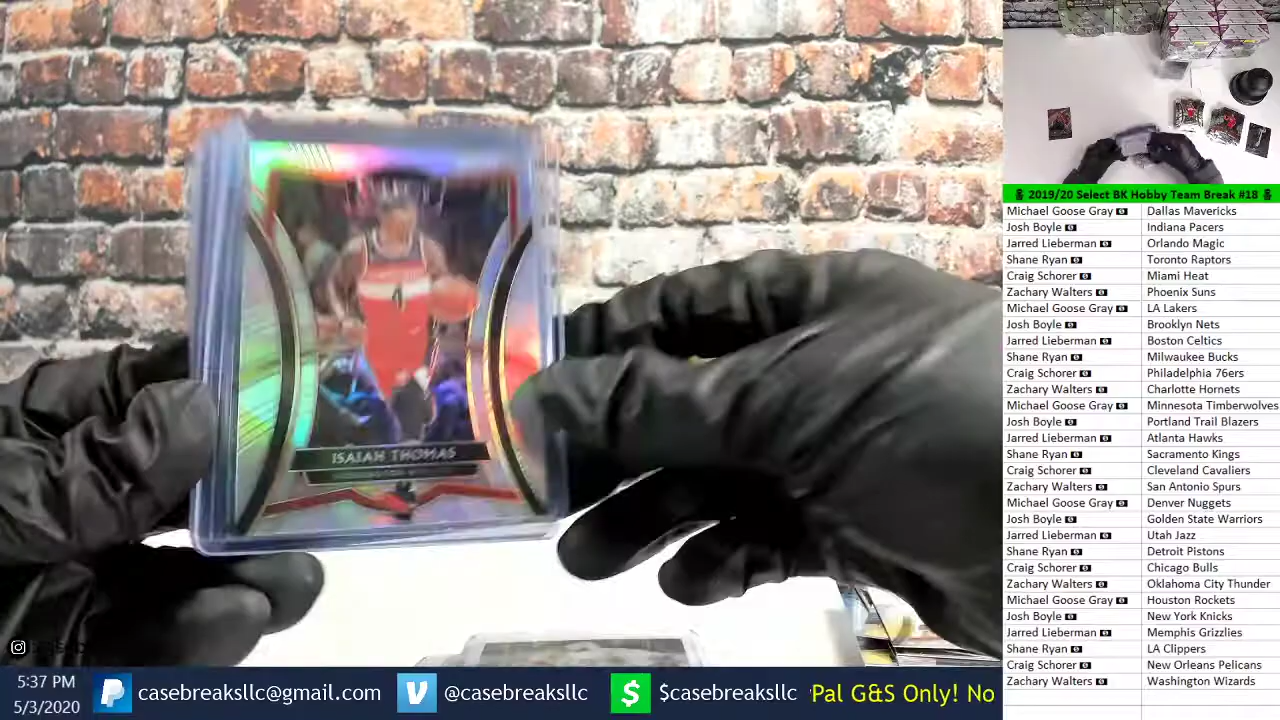 ISAIAH THOMAS
2019/20 Select BK Hobby Team Break #18
Michael Goose Gray Dallas Mavericks
Josh Boyle Indiana Pacers
Jarred Lieberman Orlando Magic
Shane Ryan Toronto Raptors
Craig Schorer Miami Heat
Zachary Walters Phoenix Suns
Michael Goose Gray LA Lakers
Josh Boyle Brooklyn Nets
Jarred Lieberman Boston Celtics
Shane Ryan Milwaukee Bucks
Craig Schorer Philadelphia 76ers
Zachary Walters Charlotte Hornets
Michael Goose Gray Minnesota Timberwolves
Josh Boyle Portland Trail Blazers
Jarred Lieberman Atlanta Hawks
Shane Ryan Sacramento Kings
Craig Schorer Cleveland Cavaliers
Zachary Walters San Antonio Spurs
Michael Goose Gray Denver Nuggets
Josh Boyle Golden State Warriors
Jarred Lieberman Utah Jazz
Shane Ryan Detroit Pistons
Craig Schorer Chicago Bulls
Zachary Walters Oklahoma City Thunder
Michael Goose Gray Houston Rockets
Josh Boyle New York Knicks
Jarred Lieberman Memphis Grizzlies
Shane Ryan LA Clippers
Craig Schorer New Orleans Pelicans
Zachary Walters Washington Wizards
5:37 PM
5/3/2020
casebreaksllc@gmail.com
@casebreaksllc
$casebreaksllc
Pal G&S Only! No